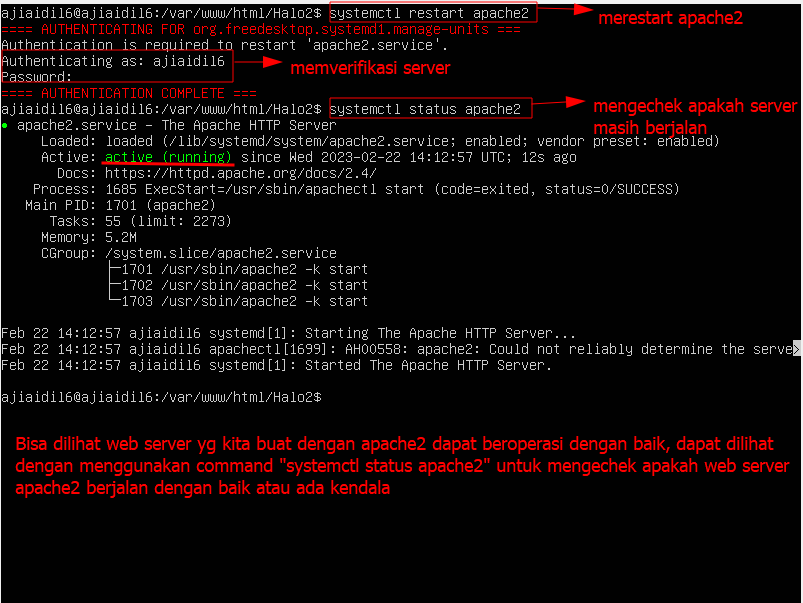 ajiaidil6@ajiaidil6:/var/www/html/Halo2$ systemctl restart apache2
merestart apache2
==== AUTHENTICATING FOR org.freedesktop.systemd1.manage-units ===
Authentication is required to restart 'apache2.service'.
Authenticating as: ajiaidil6
memverifikasi server
Password:
==== AUTHENTICATION COMPLETE ===
ajiaidil6@ajiaidil6:/var/www/html/Halo2$ systemctl status apache2
mengechek apakah server
masih berjalan
● apache2.service - The Apache HTTP Server
Loaded: loaded (/lib/systemd/system/apache2.service; enabled; vendor preset: enabled)
Active: active (running) since Wed 2023-02-22 14:12:57 UTC; 12s ago
Docs: https://httpd.apache.org/docs/2.4/
Process: 1685 ExecStart=/usr/sbin/apachectl start (code=exited, status=0/SUCCESS)
Main PID: 1701 (apache2)
Tasks: 55 (limit: 2273)
Memory: 5.2M
CGroup: /system.slice/apache2.service
├─1701 /usr/sbin/apache2 -k start
├─1702 /usr/sbin/apache2 -k start
└─1703 /usr/sbin/apache2 -k start
Feb 22 14:12:57 ajiaidil6 systemd[1]: Starting The Apache HTTP Server...
Feb 22 14:12:57 ajiaidil6 apachectl[1699]: AH00558: apache2: Could not reliably determine the serve>
Feb 22 14:12:57 ajiaidil6 systemd[1]: Started The Apache HTTP Server.
ajiaidil6@ajiaidil6:/var/www/html/Halo2$
Bisa dilihat web server yg kita buat dengan apache2 dapat beroperasi dengan baik, dapat dilihat
dengan menggunakan command "systemctl status apache2" untuk mengechek apakah web server
apache2 berjalan dengan baik atau ada kendala